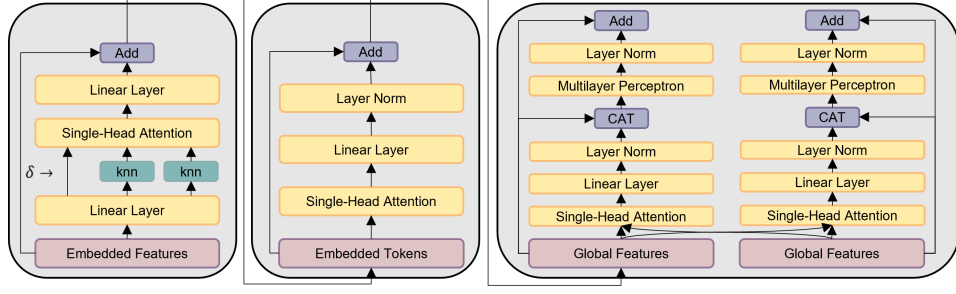 Add
Linear Layer
Single-Head Attention
δ →
knn
knn
Linear Layer
Embedded Features
Add
Layer Norm
Linear Layer
Single-Head Attention
Embedded Tokens
Add
Layer Norm
Multilayer Perceptron
CAT
Layer Norm
Linear Layer
Single-Head Attention
Global Features
Add
Layer Norm
Multilayer Perceptron
CAT
Layer Norm
Linear Layer
Single-Head Attention
Global Features